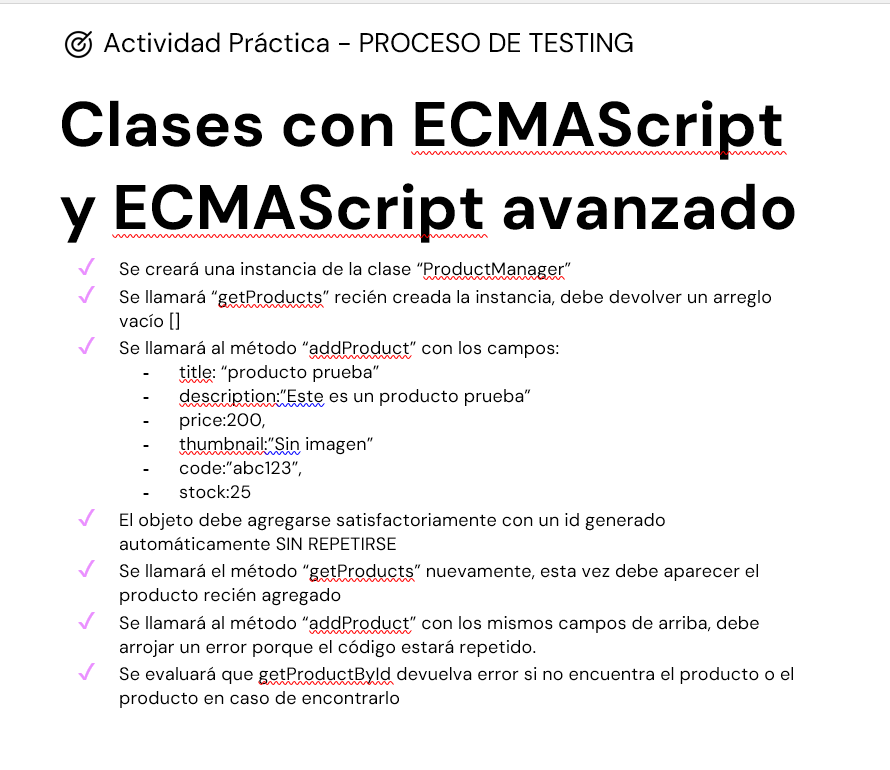 Actividad Práctica - PROCESO DE TESTING
Clases con ECMAScript
y ECMAScript avanzado
✓ Se creará una instancia de la clase “ProductManager”
✓ Se llamará “getProducts” recién creada la instancia, debe devolver un arreglo
vacío []
✓ Se llamará al método “addProduct” con los campos:
- title: “producto prueba”
- description:”Este es un producto prueba”
- price:200,
- thumbnail:”Sin imagen”
- code:”abc123”,
- stock:25
✓ El objeto debe agregarse satisfactoriamente con un id generado
automáticamente SIN REPETIRSE
✓ Se llamará el método “getProducts” nuevamente, esta vez debe aparecer el
producto recién agregado
✓ Se llamará al método “addProduct” con los mismos campos de arriba, debe
arrojar un error porque el código estará repetido.
✓ Se evaluará que getProductById devuelva error si no encuentra el producto o el
producto en caso de encontrarlo